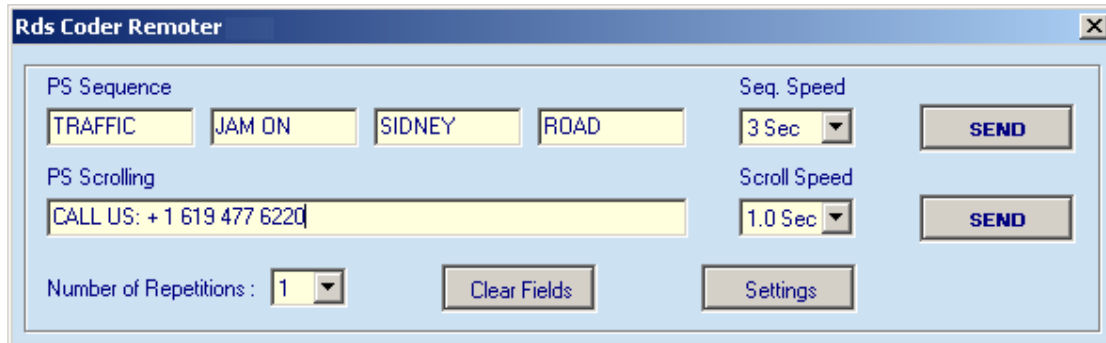 Rds Coder Remoter
PS Sequence Seq. Speed
TRAFFIC JAM ON SIDNEY ROAD 3 Sec SEND
PS Scrolling Scroll Speed
CALL US: + 1 619 477 6220 1.0 Sec SEND
Number of Repetitions : 1 Clear Fields Settings